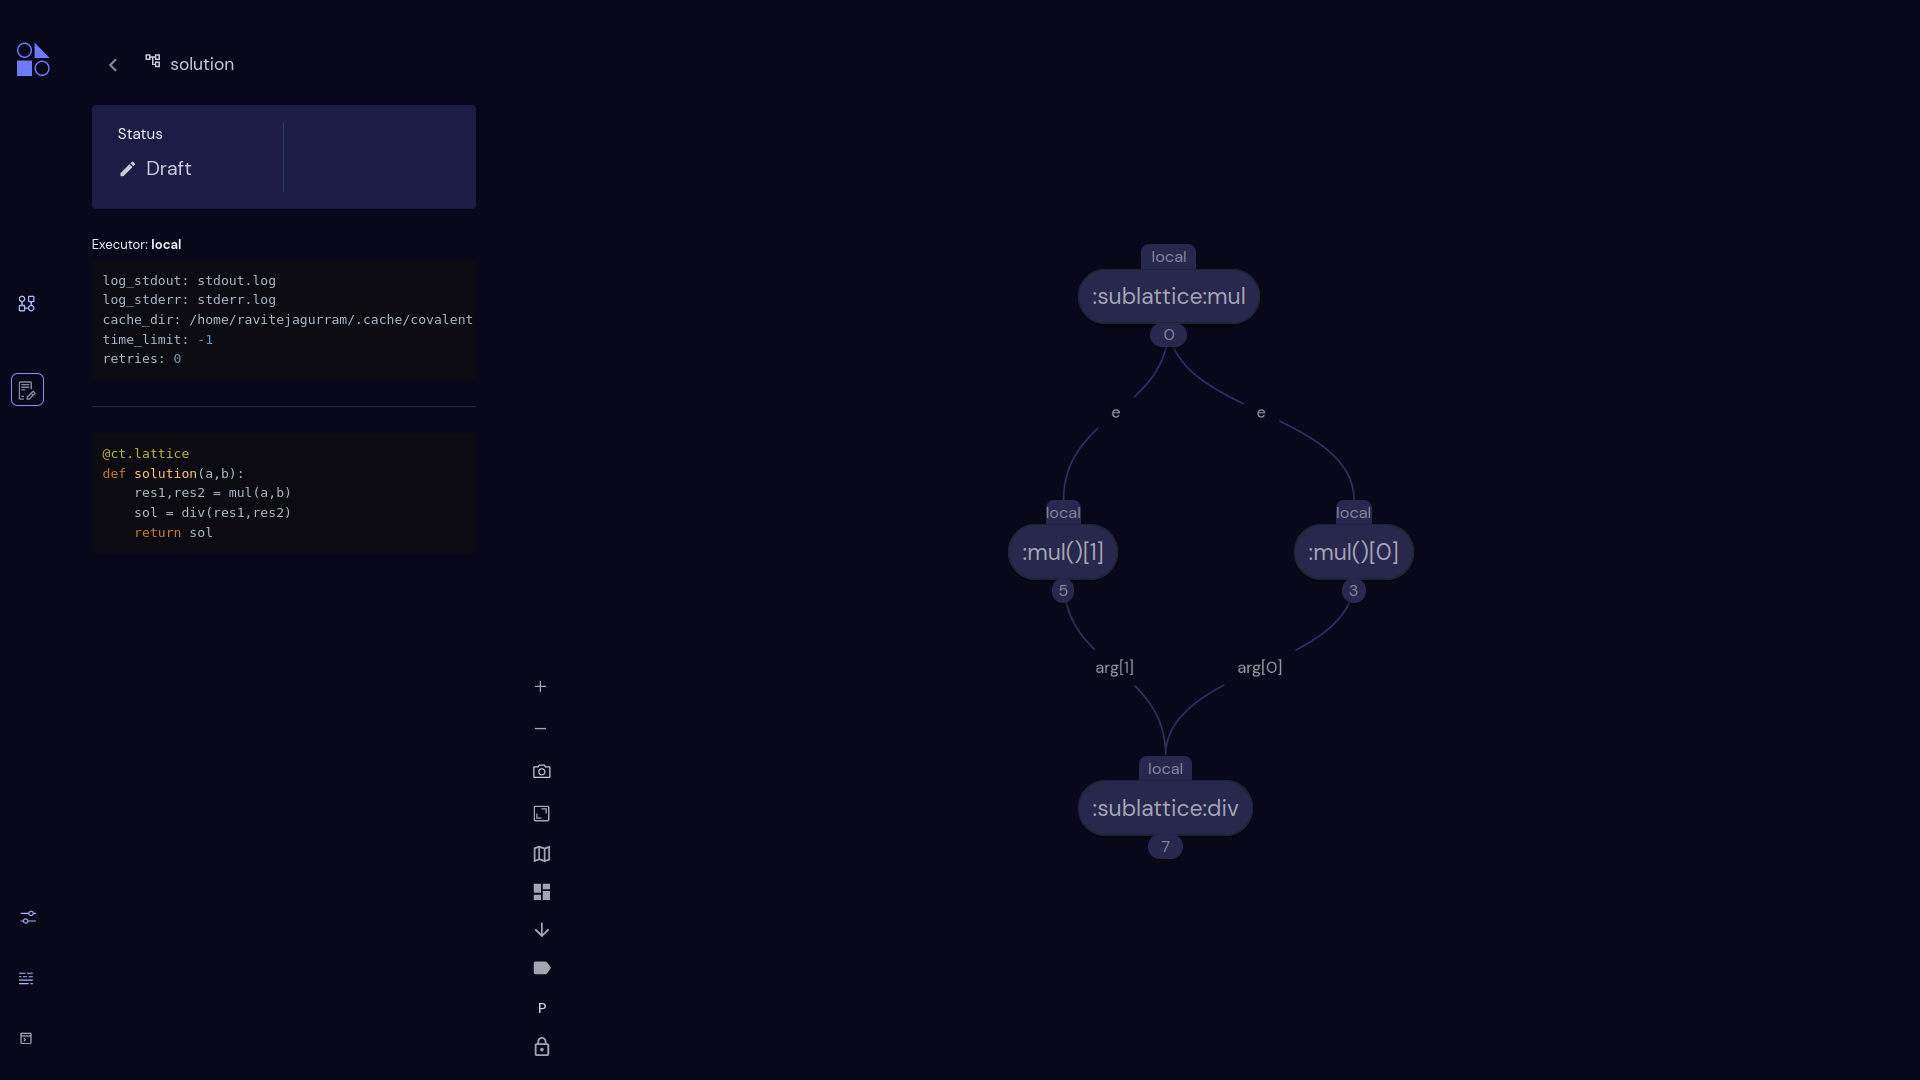 solution
Status
Draft
Executor: local
log_stdout: stdout.log
log_stderr: stderr.log
cache_dir: /home/ravitejagurram/.cache/covalent
time_limit: -1
retries: 0
@ct.lattice
def solution(a,b):
    res1,res2 = mul(a,b)
    sol = div(res1,res2)
    return sol
P
local
:sublattice:mul
0
e
e
local
local
:mul()[1]
:mul()[0]
5
3
arg[1]
arg[0]
local
:sublattice:div
7